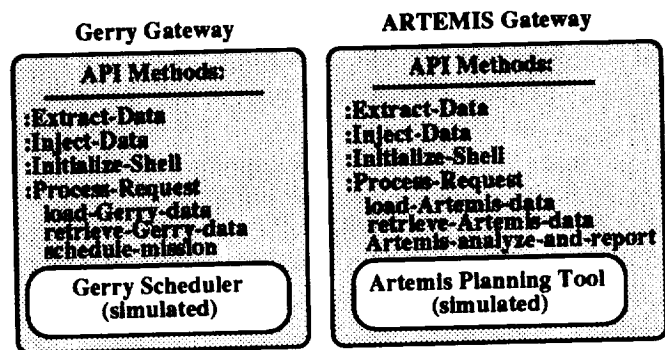 Gerry Gateway
API Methods:
:Extract-Data
:Inject-Data
:Initialize-Shell
:Process-Request
load-Gerry-data
retrieve-Gerry-data
schedule-mission
Gerry Scheduler
(simulated)
ARTEMIS Gateway
API Methods:
:Extract-Data
:Inject-Data
:Initialize-Shell
:Process-Request
load-Artemis-data
retrieve-Artemis-data
Artemis-analyze-and-report
Artemis Planning Tool
(simulated)